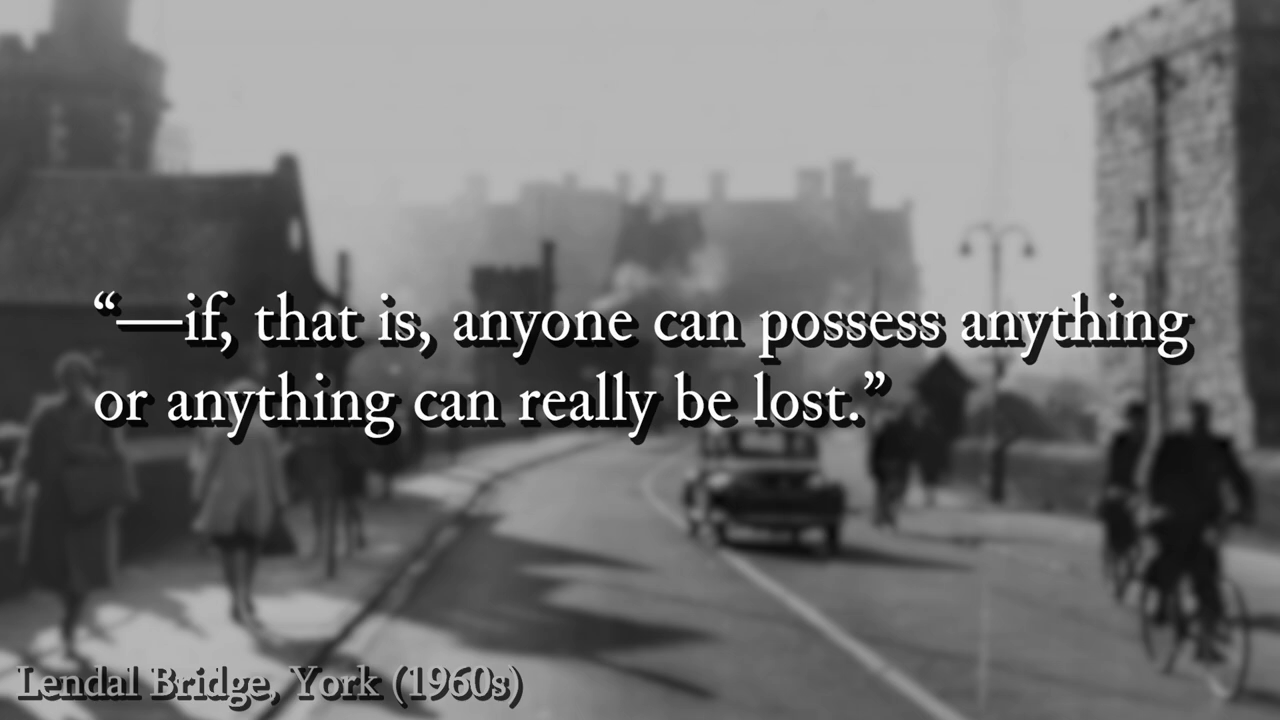 “—if, that is, anyone can possess anything
or anything can really be lost.”
Lendal Bridge, York (1960s)